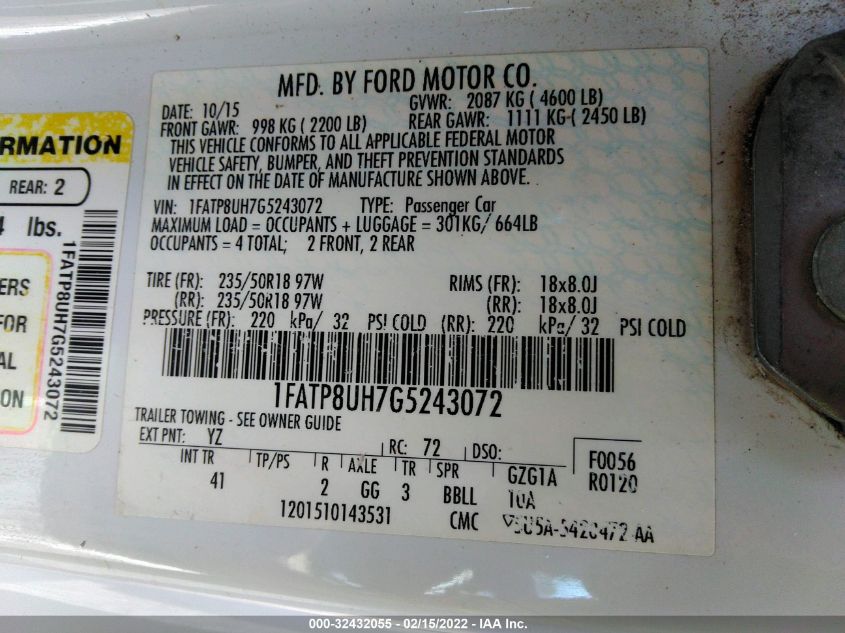 MFD. BY FORD MOTOR CO.
DATE: 10/15
GVWR: 2087 KG ( 4600 LB)
FRONT GAWR: 998 KG ( 2200 LB)
REAR GAWR: 1111 KG-( 2450 LB)
THIS VEHICLE CONFORMS TO ALL APPLICABLE FEDERAL MOTOR
VEHICLE SAFETY, BUMPER, AND THEFT PREVENTION STANDARDS
IN EFFECT ON THE DATE OF MANUFACTURE SHOWN ABOVE.
VIN: 1FATP8UH7G5243072 TYPE: Passenger Car
MAXIMUM LOAD = OCCUPANTS + LUGGAGE = 301KG/ 664LB
OCCUPANTS = 4 TOTAL; 2 FRONT, 2 REAR
TIRE (FR): 235/50R18 97W RIMS (FR): 18x8.0J
(RR): 235/50R18 97W (RR): 18x8.0J
PRESSURE (FR): 220 kPa/ 32 PSI COLD (RR): 220 kPa/ 32 PSI COLD
1FATP8UH7G5243072
TRAILER TOWING - SEE OWNER GUIDE
EXT PNT: YZ RC: 72 DSO: F0056
INT TR TP/PS R AXLE TR SPR GZG1A R0120
41 2 GG 3 BBLL 10A
1201510143531 CMC
RMATION
REAR: 2
4 lbs.
ERS
FOR
AL
ON
1FATP8UH7G5243072
000-32432055 - 02/15/2022 - IAA Inc.